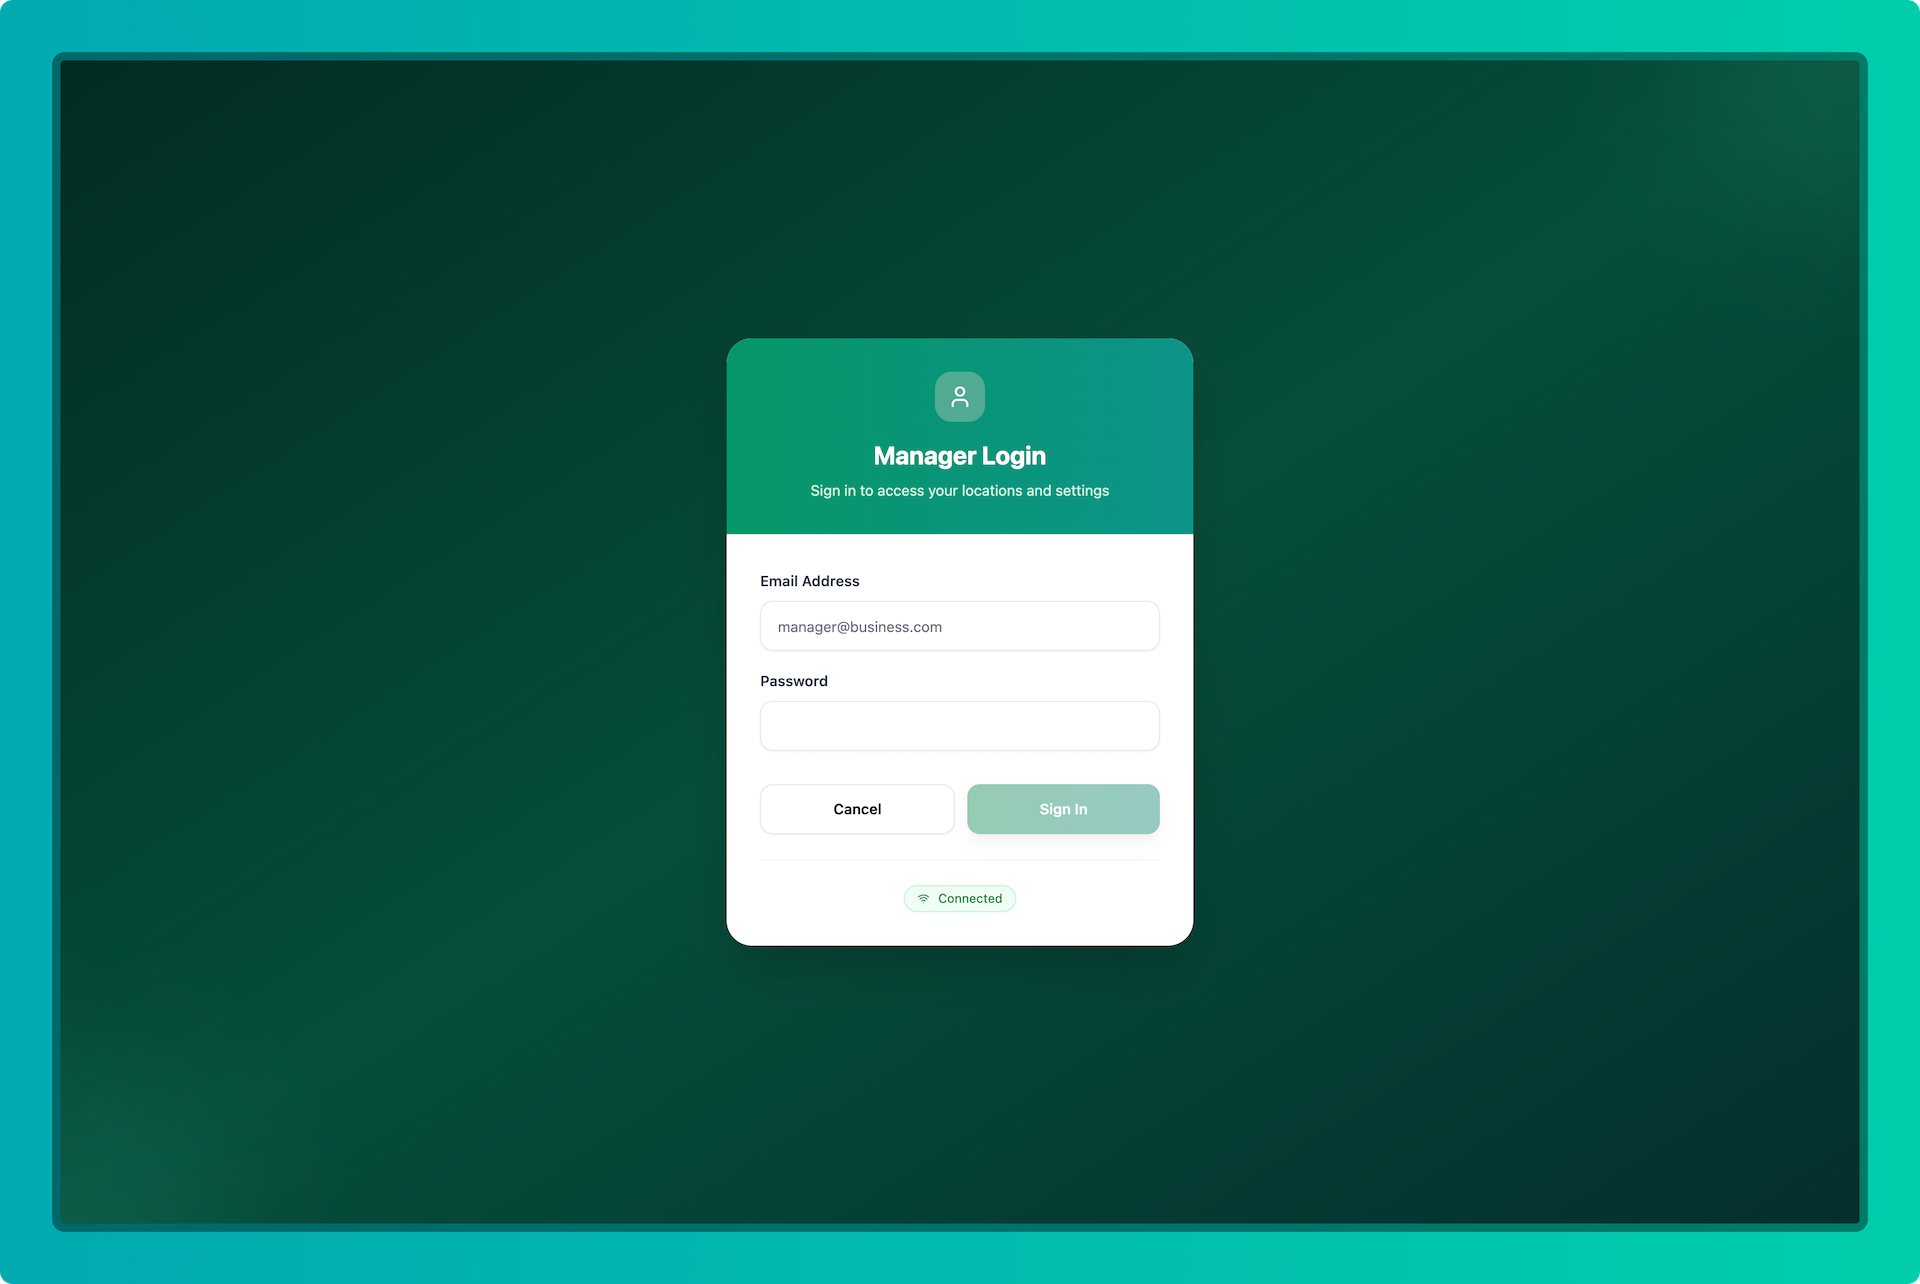 Manager Login
Sign in to access your locations and settings
Email Address
manager@business.com
Password
Cancel
Sign In
Connected